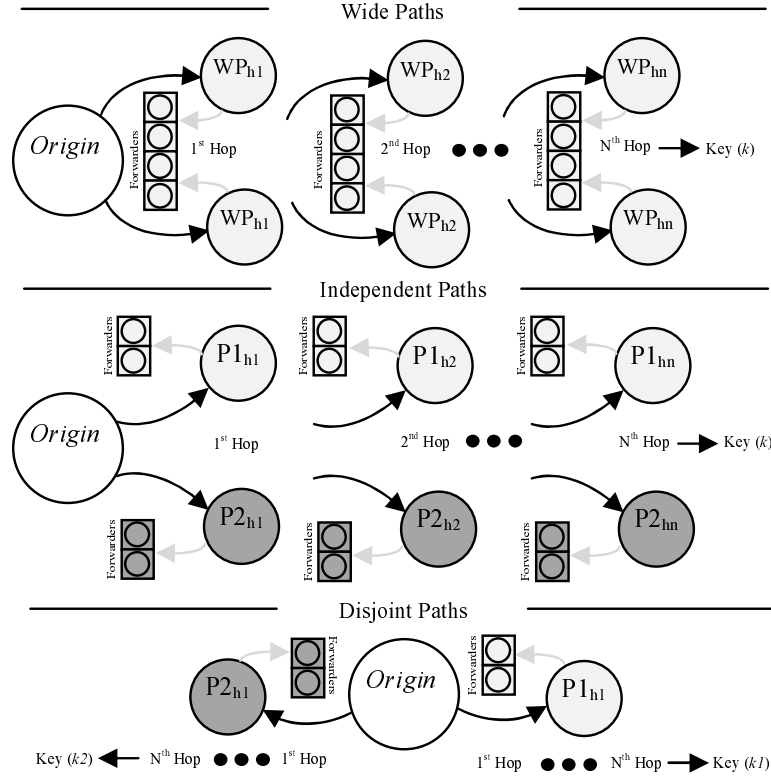 Wide Paths
WPh1
WPh2
WPhn
Origin
Forwarders
1st Hop
Forwarders
2nd Hop
Forwarders
Nth Hop
Key (k)
WPh1
WPh2
WPhn
Independent Paths
Forwarders
P1h1
Forwarders
P1h2
Forwarders
P1hn
Origin
1st Hop
2nd Hop
Nth Hop
Key (k)
Forwarders
P2h1
Forwarders
P2h2
Forwarders
P2hn
Disjoint Paths
P2h1
Forwarders
Origin
Forwarders
P1h1
Key (k2)
Nth Hop
1st Hop
1st Hop
Nth Hop
Key (k1)